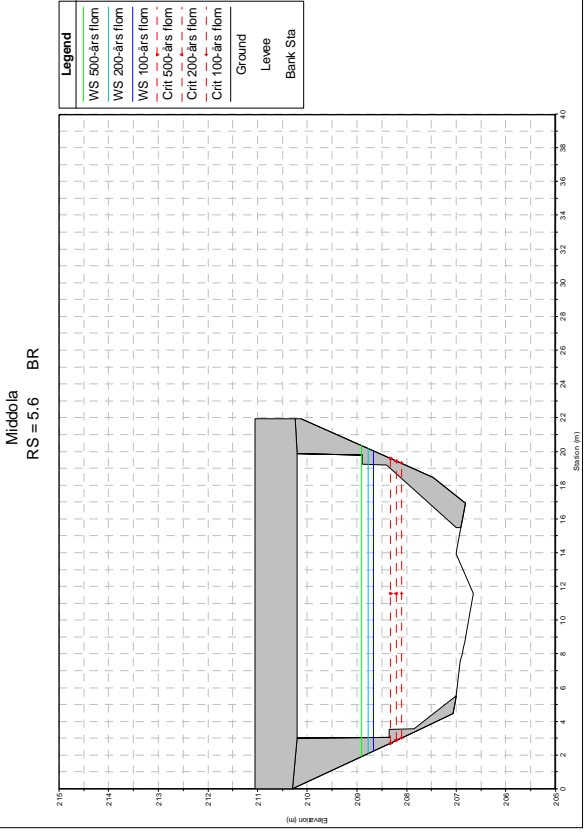 Middola
RS = 5.6 BR
Legend
WS 500-års flom
WS 200-års flom
WS 100-års flom
Crit 500-års flom
Crit 200-års flom
Crit 100-års flom
Ground
Levee
Bank Sta
215
214
213
212
211
210
209
208
207
206
205
Elevation (m)
0
2
4
6
8
10
12
14
16
18
20
22
24
26
28
30
32
34
36
38
40
Station (m)